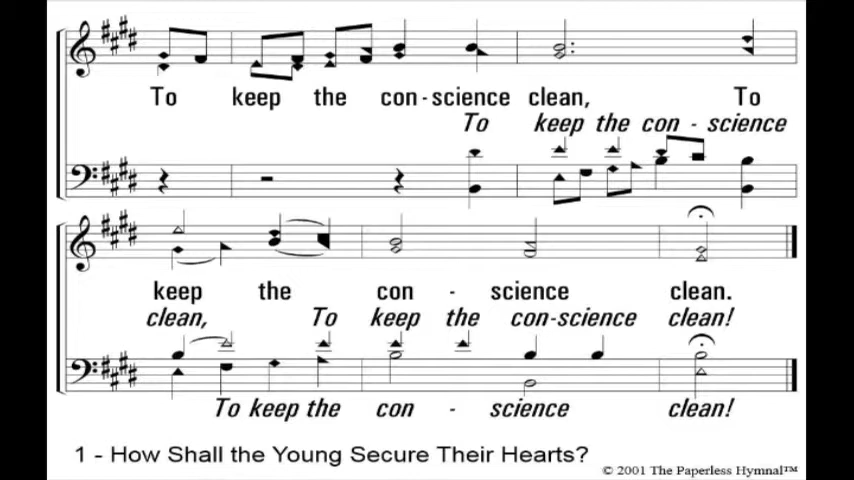 To keep the con - science clean, To
To keep the con - science
keep the con - science clean.
clean, To keep the con-science clean!
To keep the con - science clean!
1 - How Shall the Young Secure Their Hearts?
© 2001 The Paperless Hymnal™